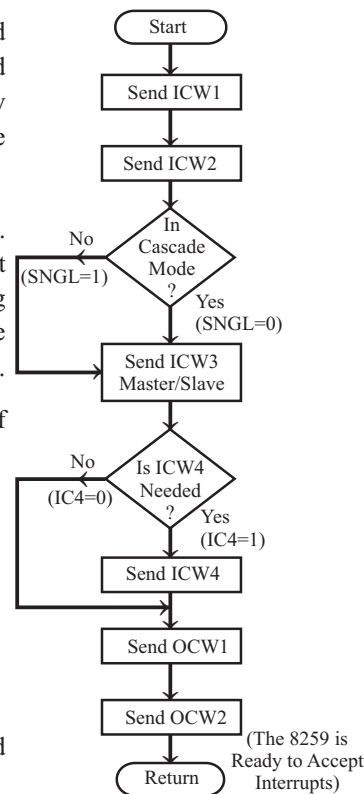 d
d
y
e
.
t
g
e
.
f
d
Start
Send ICW1
Send ICW2
In
Cascade
Mode
?
No
(SNGL=1)
Yes
(SNGL=0)
Send ICW3
Master/Slave
Is ICW4
Needed
?
No
(IC4=0)
Yes
(IC4=1)
Send ICW4
Send OCW1
Send OCW2
(The 8259 is
Ready to Accept
Interrupts)
Return